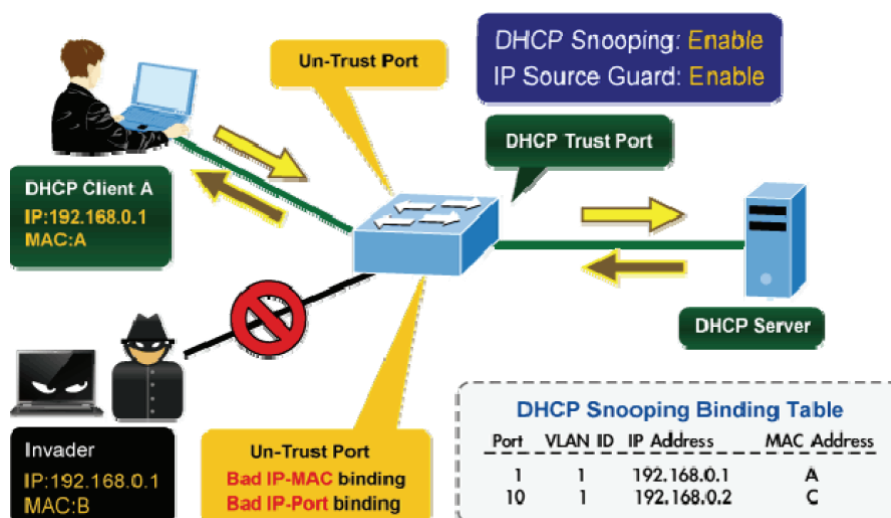 Un-Trust Port
DHCP Snooping: Enable
IP Source Guard: Enable
DHCP Trust Port
DHCP Client A
IP:192.168.0.1
MAC:A
DHCP Server
Invader
IP:192.168.0.1
MAC:B
Un-Trust Port
Bad IP-MAC binding
Bad IP-Port binding
DHCP Snooping Binding Table
Port VLAN ID IP Address MAC Address
1 1 192.168.0.1 A
10 1 192.168.0.2 C